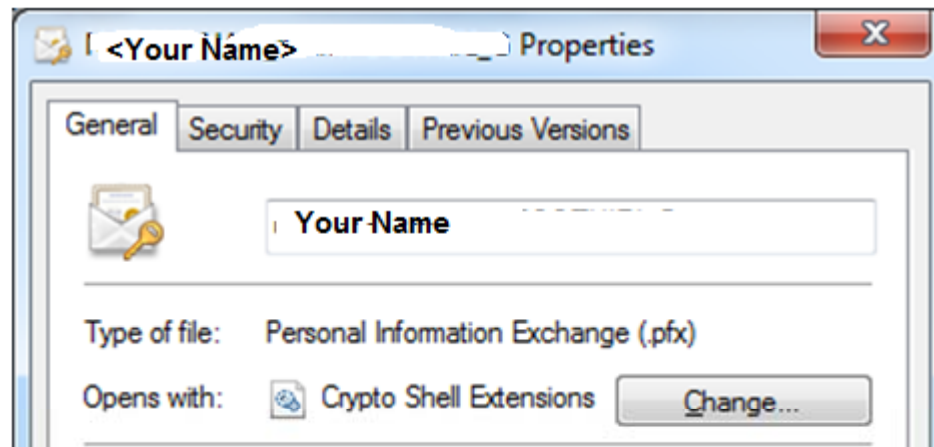 <Your Name> Properties
General Security Details Previous Versions
Your Name
Type of file: Personal Information Exchange (.pfx)
Opens with: Crypto Shell Extensions Change...